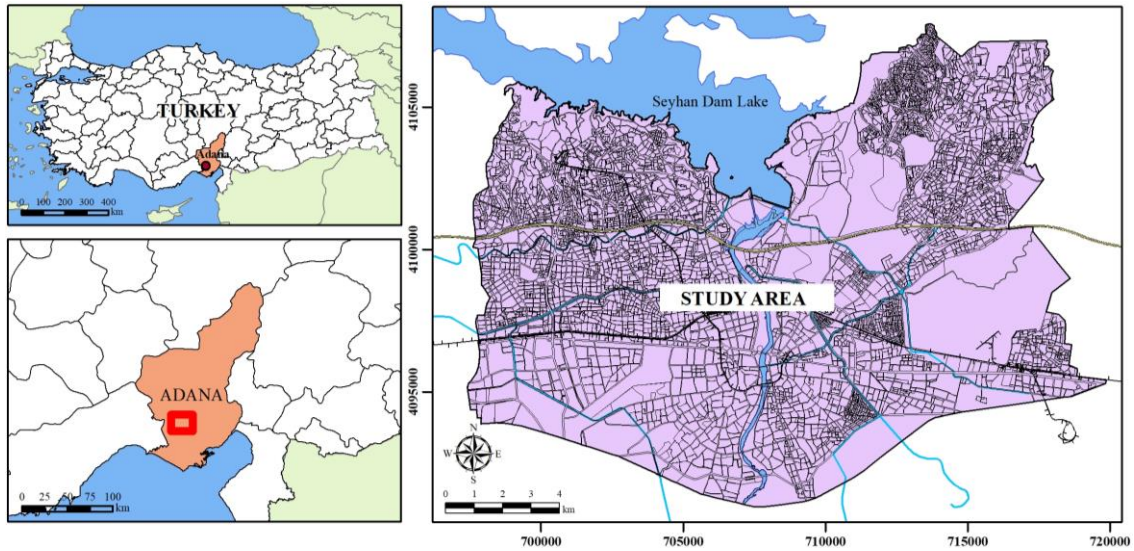 TURKEY
Adana
0 100 200 300 400
km
ADANA
0 25 50 75 100
km
Seyhan Dam Lake
STUDY AREA
N
W E
S
0 1 2 3 4
km
4105000
4100000
4095000
700000 705000 710000 715000 720000